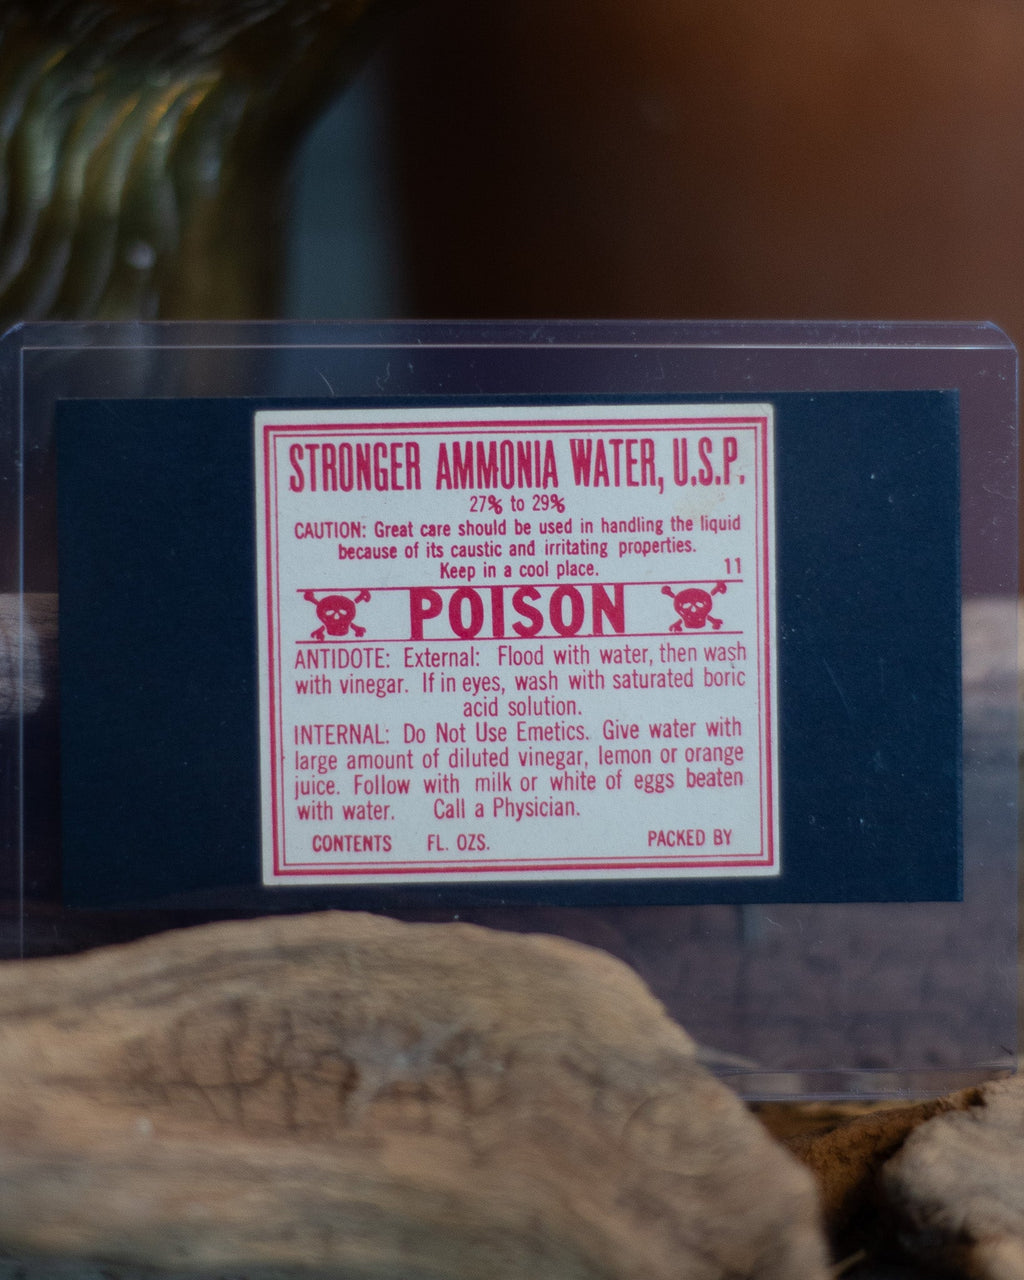 STRONGER AMMONIA WATER, U.S.P.
27% to 29%
CAUTION: Great care should be used in handling the liquid
because of its caustic and irritating properties.
Keep in a cool place.
11
POISON
ANTIDOTE: External: Flood with water, then wash
with vinegar. If in eyes, wash with saturated boric
acid solution.
INTERNAL: Do Not Use Emetics. Give water with
large amount of diluted vinegar, lemon or orange
juice. Follow with milk or white of eggs beaten
with water. Call a Physician.
CONTENTS FL. OZS. PACKED BY